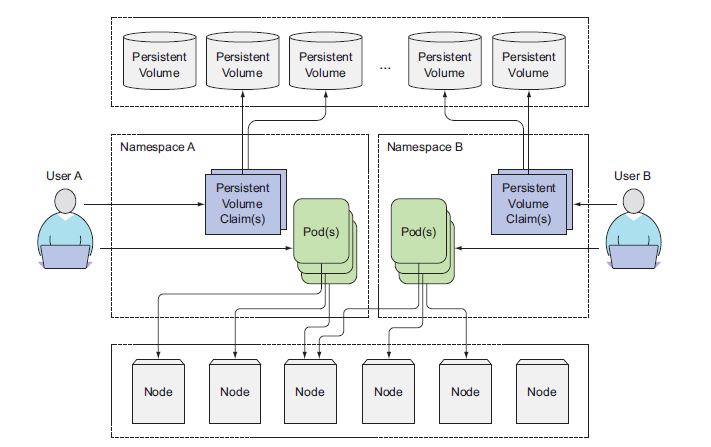 Persistent
Volume
Persistent
Volume
Persistent
Volume
...
Persistent
Volume
Persistent
Volume
Namespace A
Namespace B
User A
Persistent
Volume
Claim(s)
Pod(s)
Pod(s)
Persistent
Volume
Claim(s)
User B
Node
Node
Node
Node
Node
Node